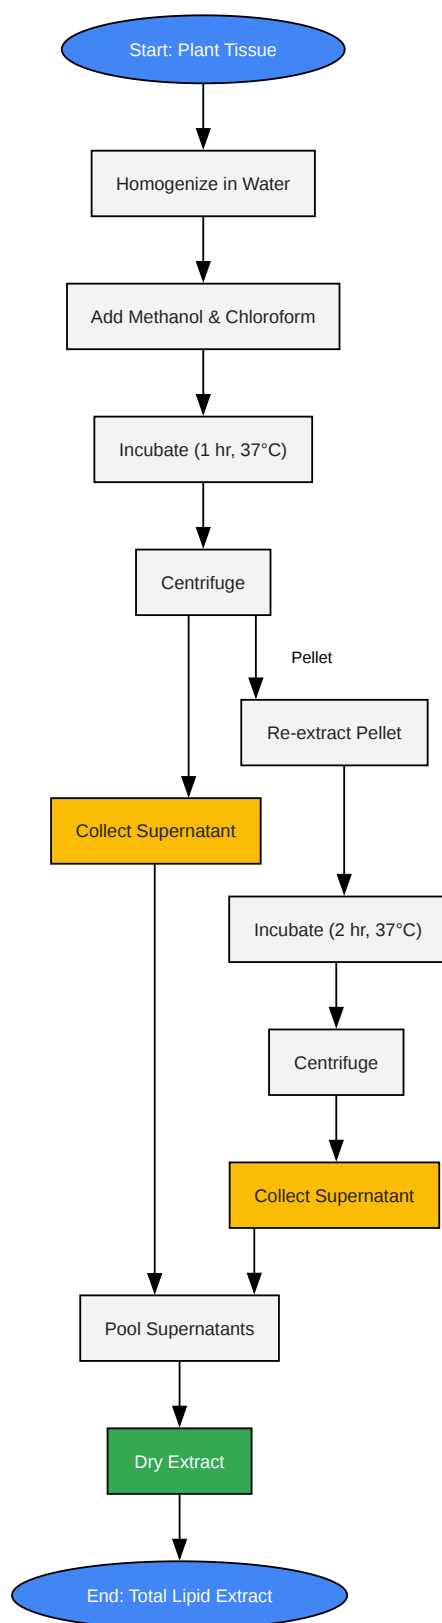 Start: Plant Tissue
Homogenize in Water
Add Methanol & Chloroform
Incubate (1 hr, 37°C)
Centrifuge
Pellet
Re-extract Pellet
Collect Supernatant
Incubate (2 hr, 37°C)
Centrifuge
Collect Supernatant
Pool Supernatants
Dry Extract
End: Total Lipid Extract